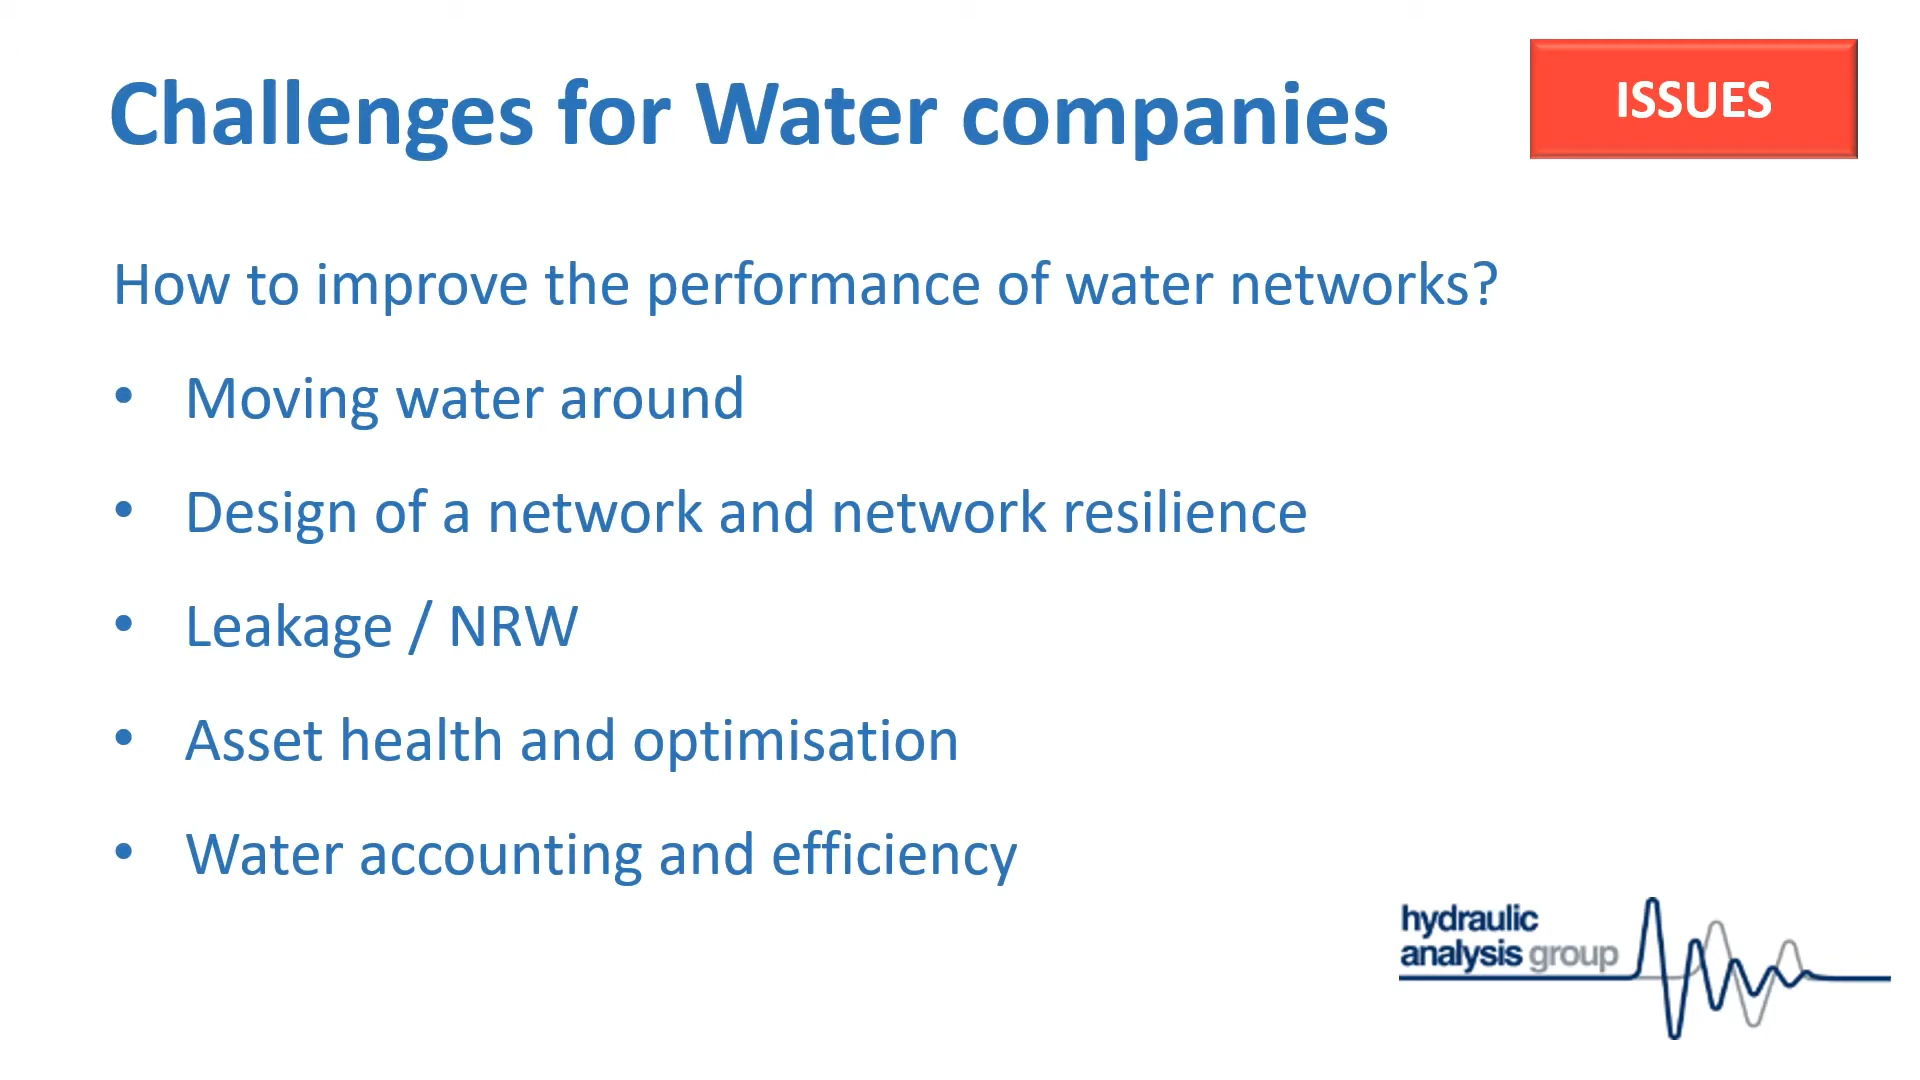 Challenges for Water companies
ISSUES
How to improve the performance of water networks?
• Moving water around
• Design of a network and network resilience
• Leakage / NRW
• Asset health and optimisation
• Water accounting and efficiency
hydraulic
analysis group